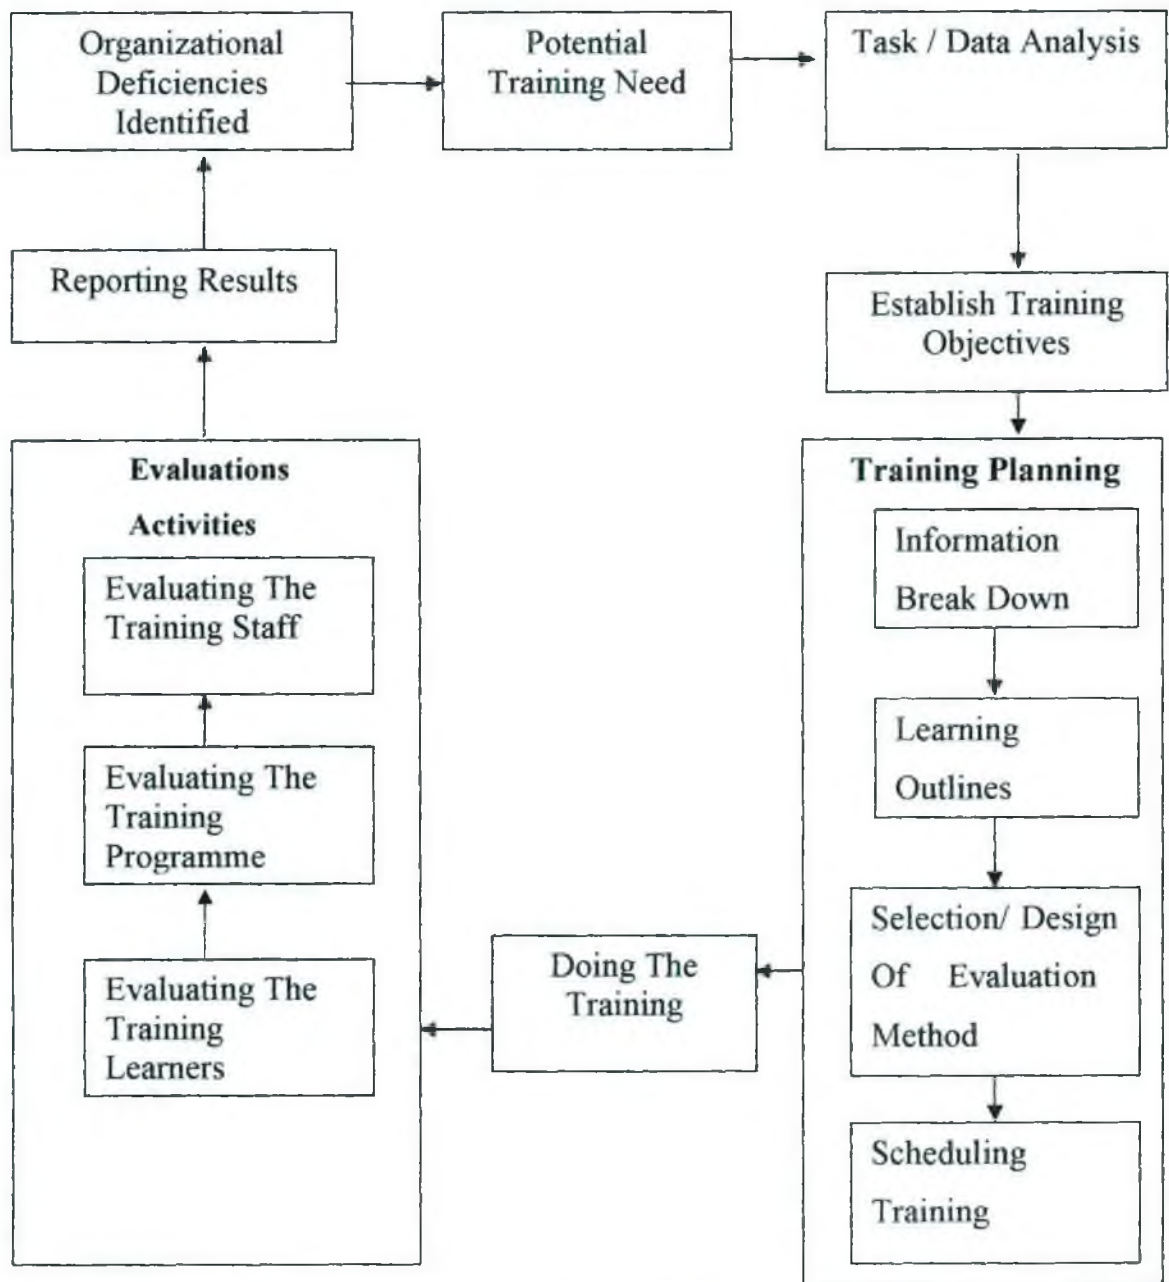 Organizational
Deficiencies
Identified
Potential
Training Need
Task / Data Analysis
Reporting Results
Establish Training
Objectives
Evaluations
Activities
Evaluating The
Training Staff
Evaluating The
Training
Programme
Evaluating The
Training
Learners
Doing The
Training
Training Planning
Information
Break Down
Learning
Outlines
Selection/ Design
Of Evaluation
Method
Scheduling
Training